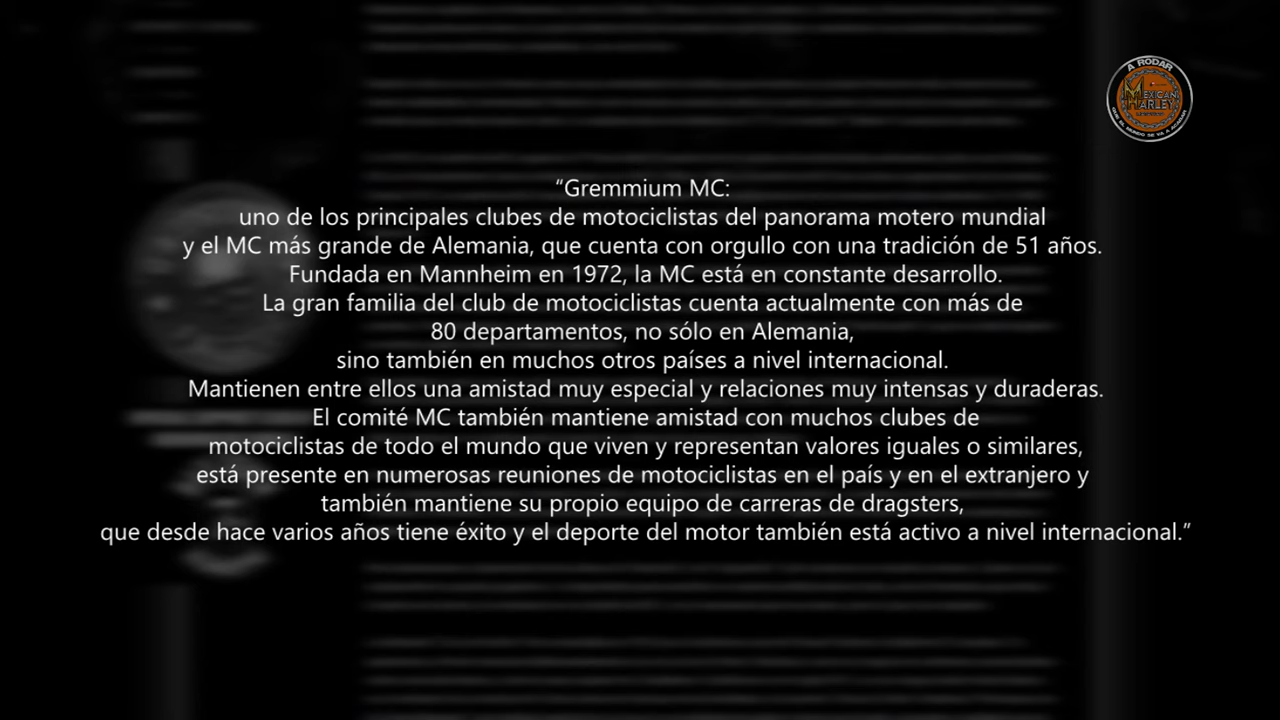 A RODAR
MEXICAN
HARLEY
QUE EL MUNDO SE VA A ACABAR
“Gremmium MC:
uno de los principales clubes de motociclistas del panorama motero mundial
y el MC más grande de Alemania, que cuenta con orgullo con una tradición de 51 años.
Fundada en Mannheim en 1972, la MC está en constante desarrollo.
La gran familia del club de motociclistas cuenta actualmente con más de
80 departamentos, no sólo en Alemania,
sino también en muchos otros países a nivel internacional.
Mantienen entre ellos una amistad muy especial y relaciones muy intensas y duraderas.
El comité MC también mantiene amistad con muchos clubes de
motociclistas de todo el mundo que viven y representan valores iguales o similares,
está presente en numerosas reuniones de motociclistas en el país y en el extranjero y
también mantiene su propio equipo de carreras de dragsters,
que desde hace varios años tiene éxito y el deporte del motor también está activo a nivel internacional.”